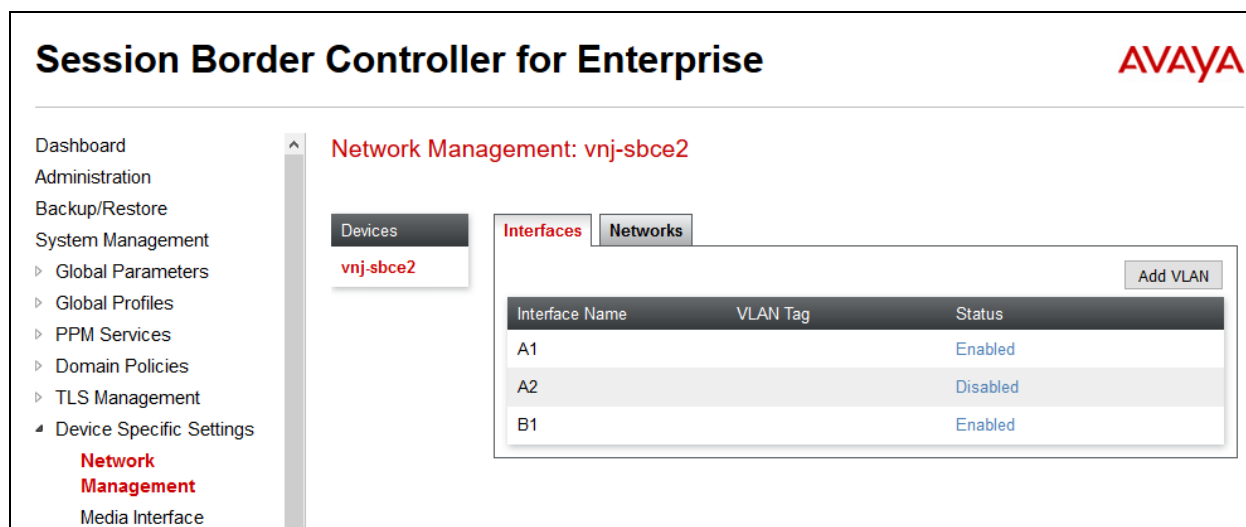 Session Border Controller for Enterprise
AVAYA
Dashboard
Administration
Backup/Restore
System Management
Global Parameters
Global Profiles
PPM Services
Domain Policies
TLS Management
Device Specific Settings
Network
Management
Media Interface
Network Management: vnj-sbce2
Devices
vnj-sbce2
Interfaces Networks
Add VLAN
Interface Name VLAN Tag Status
A1 Enabled
A2 Disabled
B1 Enabled